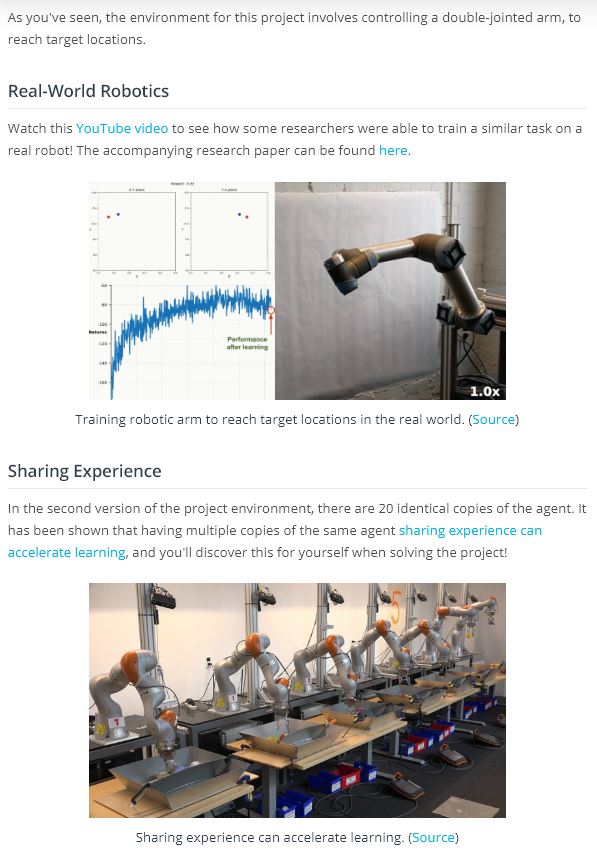 As you've seen, the environment for this project involves controlling a double-jointed arm, to
reach target locations.
Real-World Robotics
Watch this YouTube video to see how some researchers were able to train a similar task on a
real robot! The accompanying research paper can be found here.
Returns
Performance
after learning
1.0x
Training robotic arm to reach target locations in the real world. (Source)
Sharing Experience
In the second version of the project environment, there are 20 identical copies of the agent. It
has been shown that having multiple copies of the same agent sharing experience can
accelerate learning, and you'll discover this for yourself when solving the project!
5
1
Sharing experience can accelerate learning. (Source)